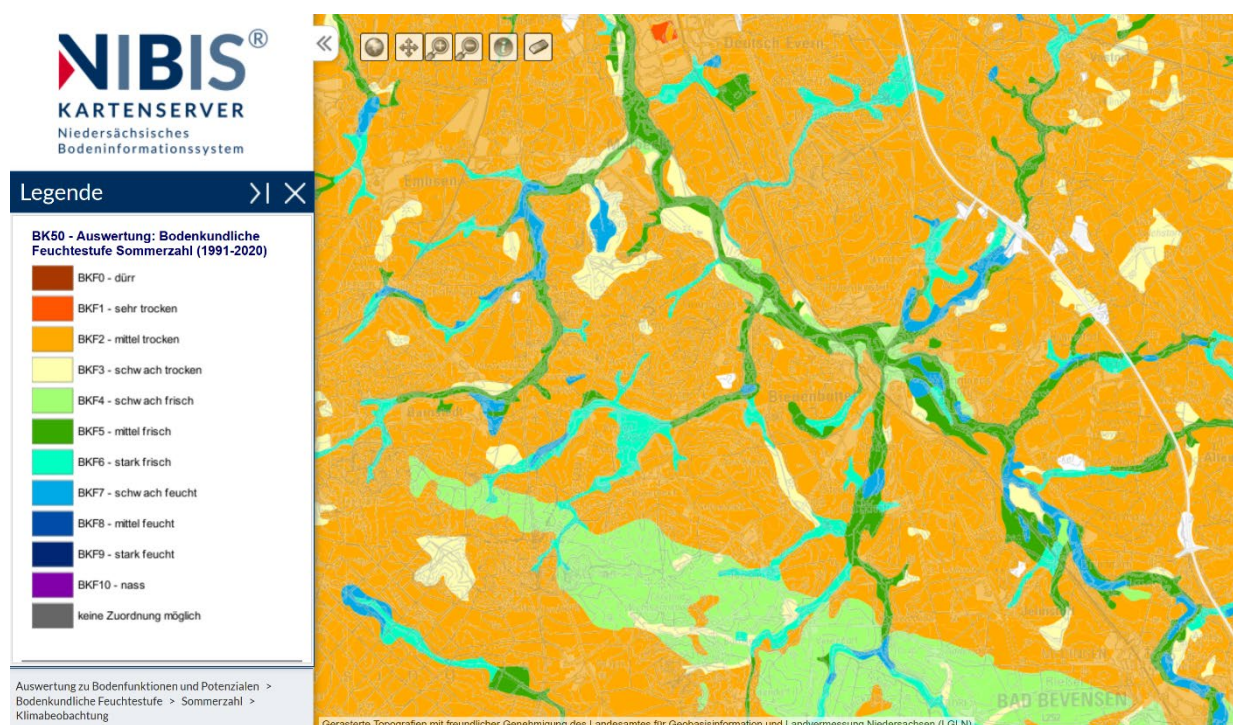 NIBIS®
KARTENSERVER
Niedersächsisches
Bodeninformationssystem
Legende
BK50 - Auswertung: Bodenkundliche
Feuchtestufe Sommerzahl (1991-2020)
BKF0 - dürr
BKF1 - sehr trocken
BKF2 - mittel trocken
BKF3 - schwach trocken
BKF4 - schwach frisch
BKF5 - mittel frisch
BKF6 - stark frisch
BKF7 - schwach feucht
BKF8 - mittel feucht
BKF9 - stark feucht
BKF10 - nass
keine Zuordnung möglich
Auswertung zu Bodenfunktionen und Potenzialen >
Bodenkundliche Feuchtestufe > Sommerzahl >
Klimabeobachtung
Deutsch Evern
Bienenbüttel
BAD BEVENSEN
Gerasterte Topografien mit freundlicher Genehmigung des Landesamtes für Geobasisinformation und Landvermessung Niedersachsen (LGLN)